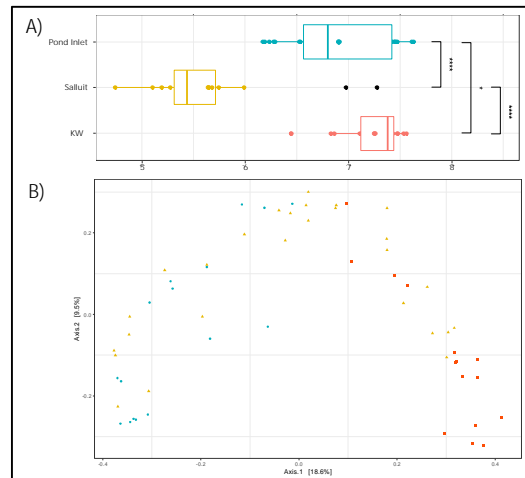 A)
Pond Inlet
Salluit
KW
****
*
****
5
6
7
8
B)
Axis.2 [9.5%]
0.2
0.0
-0.2
-0.4
-0.2
0.0
0.2
0.4
Axis.1 [18.6%]